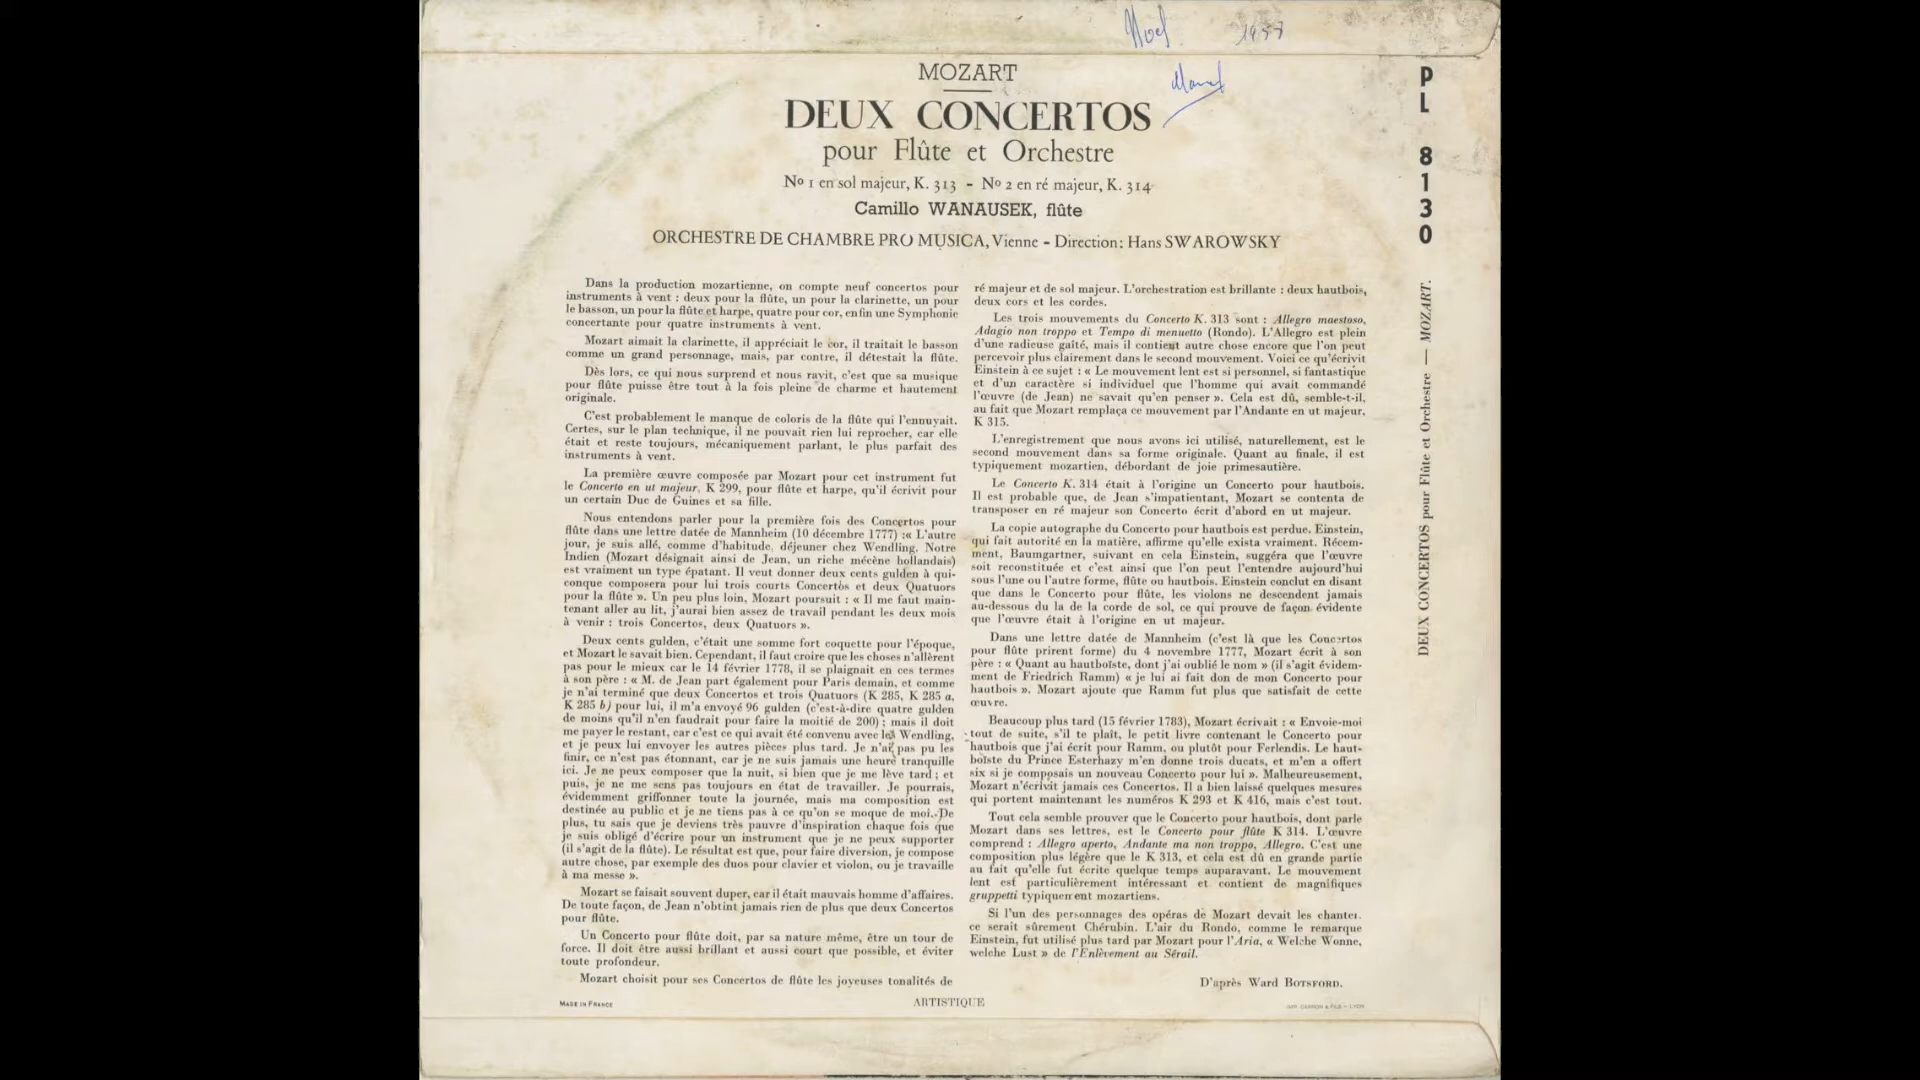 Noel 1957
MOZART
DEUX CONCERTOS
pour Flûte et Orchestre
Nº 1 en sol majeur, K. 313 - Nº 2 en ré majeur, K. 314
Camillo WANAUSEK, flûte
ORCHESTRE DE CHAMBRE PRO MUSICA, Vienne - Direction: Hans SWAROWSKY
Dans la production mozartienne, on compte neuf concertos pour
instruments à vent : deux pour la flûte, un pour la clarinette, un pour
le basson, un pour la flûte et harpe, quatre pour cor, enfin une Symphonie
concertante pour quatre instruments à vent.
Mozart aimait la clarinette, il appréciait le cor, il traitait le basson
comme un grand personnage, mais, par contre, il détestait la flûte.
Dès lors, ce qui nous surprend et nous ravit, c'est que sa musique
pour flûte puisse être tout à la fois pleine de charme et hautement
originale.
C'est probablement le manque de coloris de la flûte qui l'ennuyait.
Certes, sur le plan technique, il ne pouvait rien lui reprocher, car elle
était et reste toujours, mécaniquement parlant, le plus parfait des
instruments à vent.
La première œuvre composée par Mozart pour cet instrument fut
le Concerto en ut majeur, K 299, pour flûte et harpe, qu'il écrivit pour
un certain Duc de Guines et sa fille.
Nous entendons parler pour la première fois des Concertos pour
flûte dans une lettre datée de Mannheim (10 décembre 1777) :« L'autre
jour, je suis allé, comme d'habitude, déjeuner chez Wendling. Notre
Indien (Mozart désignait ainsi de Jean, un riche mécène hollandais)
est vraiment un type épatant. Il veut donner deux cents gulden à qui-
conque composera pour lui trois courts Concertos et deux Quatuors
pour la flûte ». Un peu plus loin, Mozart poursuit : « Il me faut main-
tenant aller au lit, j'aurai bien assez de travail pendant les deux mois
à venir : trois Concertos, deux Quatuors ».
Deux cents gulden, c'était une somme fort coquette pour l'époque,
et Mozart le savait bien. Cependant, il faut croire que les choses n'allèrent
pas pour le mieux car le 14 février 1778, il se plaignait en ces termes
à son père : « M. de Jean part également pour Paris demain, et comme
je n'ai terminé que deux Concertos et trois Quatuors (K 285, K 285 a,
K 285 b) pour lui, il m'a envoyé 96 gulden (c'est-à-dire quatre gulden
de moins qu'il n'en faudrait pour faire la moitié de 200) ; mais il doit
me payer le restant, car c'est ce qui avait été convenu avec les Wendling,
et je peux lui envoyer les autres pièces plus tard. Je n'ai pas pu les
finir, ce n'est pas étonnant, car je ne suis jamais une heure tranquille
ici. Je ne peux composer que la nuit, si bien que je me lève tard ; et
puis, je ne me sens pas toujours en état de travailler. Je pourrais,
évidemment griffonner toute la journée, mais ma composition est
destinée au public et je ne tiens pas à ce qu'on se moque de moi. De
plus, tu sais que je deviens très pauvre d'inspiration chaque fois que
je suis obligé d'écrire pour un instrument que je ne peux supporter
(il s'agit de la flûte). Le résultat est que, pour faire diversion, je compose
autre chose, par exemple des duos pour clavier et violon, ou je travaille
à ma messe ».
Mozart se faisait souvent duper, car il était mauvais homme d'affaires.
De toute façon, de Jean n'obtint jamais rien de plus que deux Concertos
pour flûte.
Un Concerto pour flûte doit, par sa nature même, être un tour de
force. Il doit être aussi brillant et aussi court que possible, et éviter
toute profondeur.
Mozart choisit pour ses Concertos de flûte les joyeuses tonalités de
ré majeur et de sol majeur. L'orchestration est brillante : deux hautbois,
deux cors et les cordes.
Les trois mouvements du Concerto K. 313 sont : Allegro maestoso,
Adagio non troppo et Tempo di menuetto (Rondo). L'Allegro est plein
d'une radieuse gaîté, mais il contient autre chose encore que l'on peut
percevoir plus clairement dans le second mouvement. Voici ce qu'écrivit
Einstein à ce sujet : « Le mouvement lent est si personnel, si fantastique
et d'un caractère si individuel que l'homme qui avait commandé
l'œuvre (de Jean) ne savait qu'en penser ». Cela est dû, semble-t-il,
au fait que Mozart remplaça ce mouvement par l'Andante en ut majeur,
K 315.
L'enregistrement que nous avons ici utilisé, naturellement, est le
second mouvement dans sa forme originale. Quant au finale, il est
typiquement mozartien, débordant de joie primesautière.
Le Concerto K. 314 était à l'origine un Concerto pour hautbois.
Il est probable que, de Jean s'impatientant, Mozart se contenta de
transposer en ré majeur son Concerto écrit d'abord en ut majeur.
La copie autographe du Concerto pour hautbois est perdue. Einstein,
qui fait autorité en la matière, affirme qu'elle exista vraiment. Récem-
ment, Baumgartner, suivant en cela Einstein, suggéra que l'œuvre
soit reconstituée et c'est ainsi que l'on peut l'entendre aujourd'hui
sous l'une ou l'autre forme, flûte ou hautbois. Einstein conclut en disant
que dans le Concerto pour flûte, les violons ne descendent jamais
au-dessous du la de la corde de sol, ce qui prouve de façon évidente
que l'œuvre était à l'origine en ut majeur.
Dans une lettre datée de Mannheim (c'est là que les Concertos
pour flûte prirent forme) du 4 novembre 1777, Mozart écrit à son
père : « Quant au hautboïste, dont j'ai oublié le nom » (il s'agit évidem-
ment de Friedrich Ramm) « je lui ai fait don de mon Concerto pour
hautbois ». Mozart ajoute que Ramm fut plus que satisfait de cette
œuvre.
Beaucoup plus tard (15 février 1783), Mozart écrivait : « Envoie-moi
tout de suite, s'il te plaît, le petit livre contenant le Concerto pour
hautbois que j'ai écrit pour Ramm, ou plutôt pour Ferlendis. Le haut-
boïste du Prince Esterhazy m'en donne trois ducats, et m'en a offert
six si je composais un nouveau Concerto pour lui ». Malheureusement,
Mozart n'écrivit jamais ces Concertos. Il a bien laissé quelques mesures
qui portent maintenant les numéros K 293 et K 416, mais c'est tout.
Tout cela semble prouver que le Concerto pour hautbois, dont parle
Mozart dans ses lettres, est le Concerto pour flûte K 314. L'œuvre
comprend : Allegro aperto, Andante ma non troppo, Allegro. C'est une
composition plus légère que le K 313, et cela est dû en grande partie
au fait qu'elle fut écrite quelque temps auparavant. Le mouvement
lent est particulièrement intéressant et contient de magnifiques
gruppetti typiquement mozartiens.
Si l'un des personnages des opéras de Mozart devait les chanter,
ce serait sûrement Chérubin. L'air du Rondo, comme le remarque
Einstein, fut utilisé plus tard par Mozart pour l'Aria, « Welche Wonne,
welche Lust » de l'Enlèvement au Sérail.
D'après Ward BOTSFORD.
MADE IN FRANCE
ARTISTIQUE
PL 8130
DEUX CONCERTOS pour Flûte et Orchestre — MOZART.